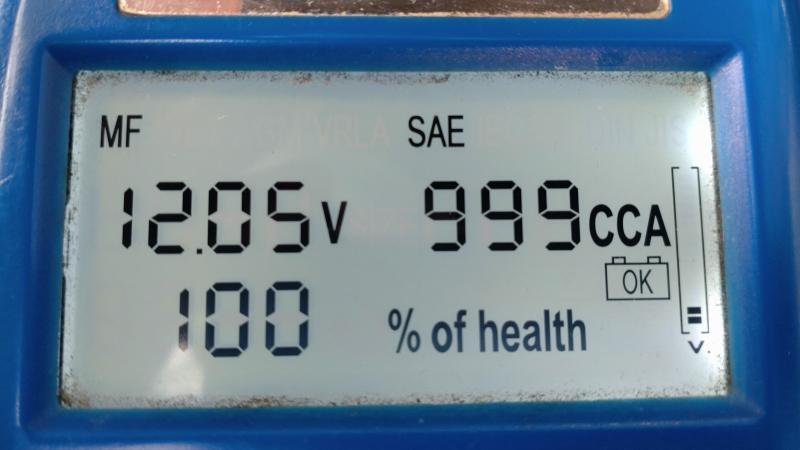 MF SAE
12.05V 999CCA
OK
100 % of health
V